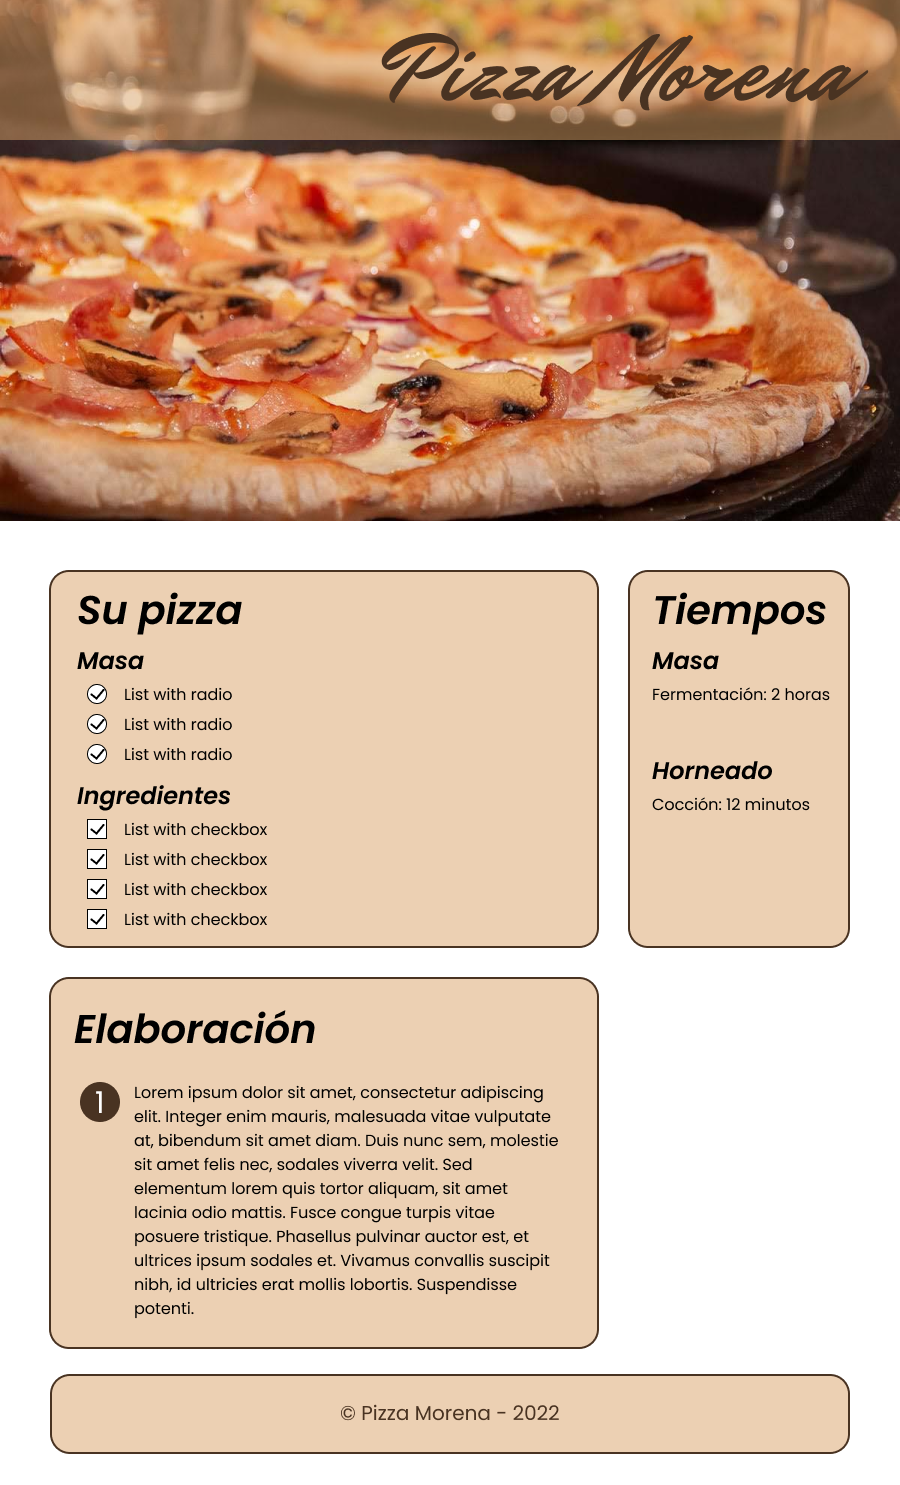 Pizza Morena
Su pizza
Masa
List with radio
List with radio
List with radio
Ingredientes
List with checkbox
List with checkbox
List with checkbox
List with checkbox
Tiempos
Masa
Fermentación: 2 horas
Horneado
Cocción: 12 minutos
Elaboración
1
Lorem ipsum dolor sit amet, consectetur adipiscing
elit. Integer enim mauris, malesuada vitae vulputate
at, bibendum sit amet diam. Duis nunc sem, molestie
sit amet felis nec, sodales viverra velit. Sed
elementum lorem quis tortor aliquam, sit amet
lacinia odio mattis. Fusce congue turpis vitae
posuere tristique. Phasellus pulvinar auctor est, et
ultrices ipsum sodales et. Vivamus convallis suscipit
nibh, id ultricies erat mollis lobortis. Suspendisse
potenti.
© Pizza Morena - 2022